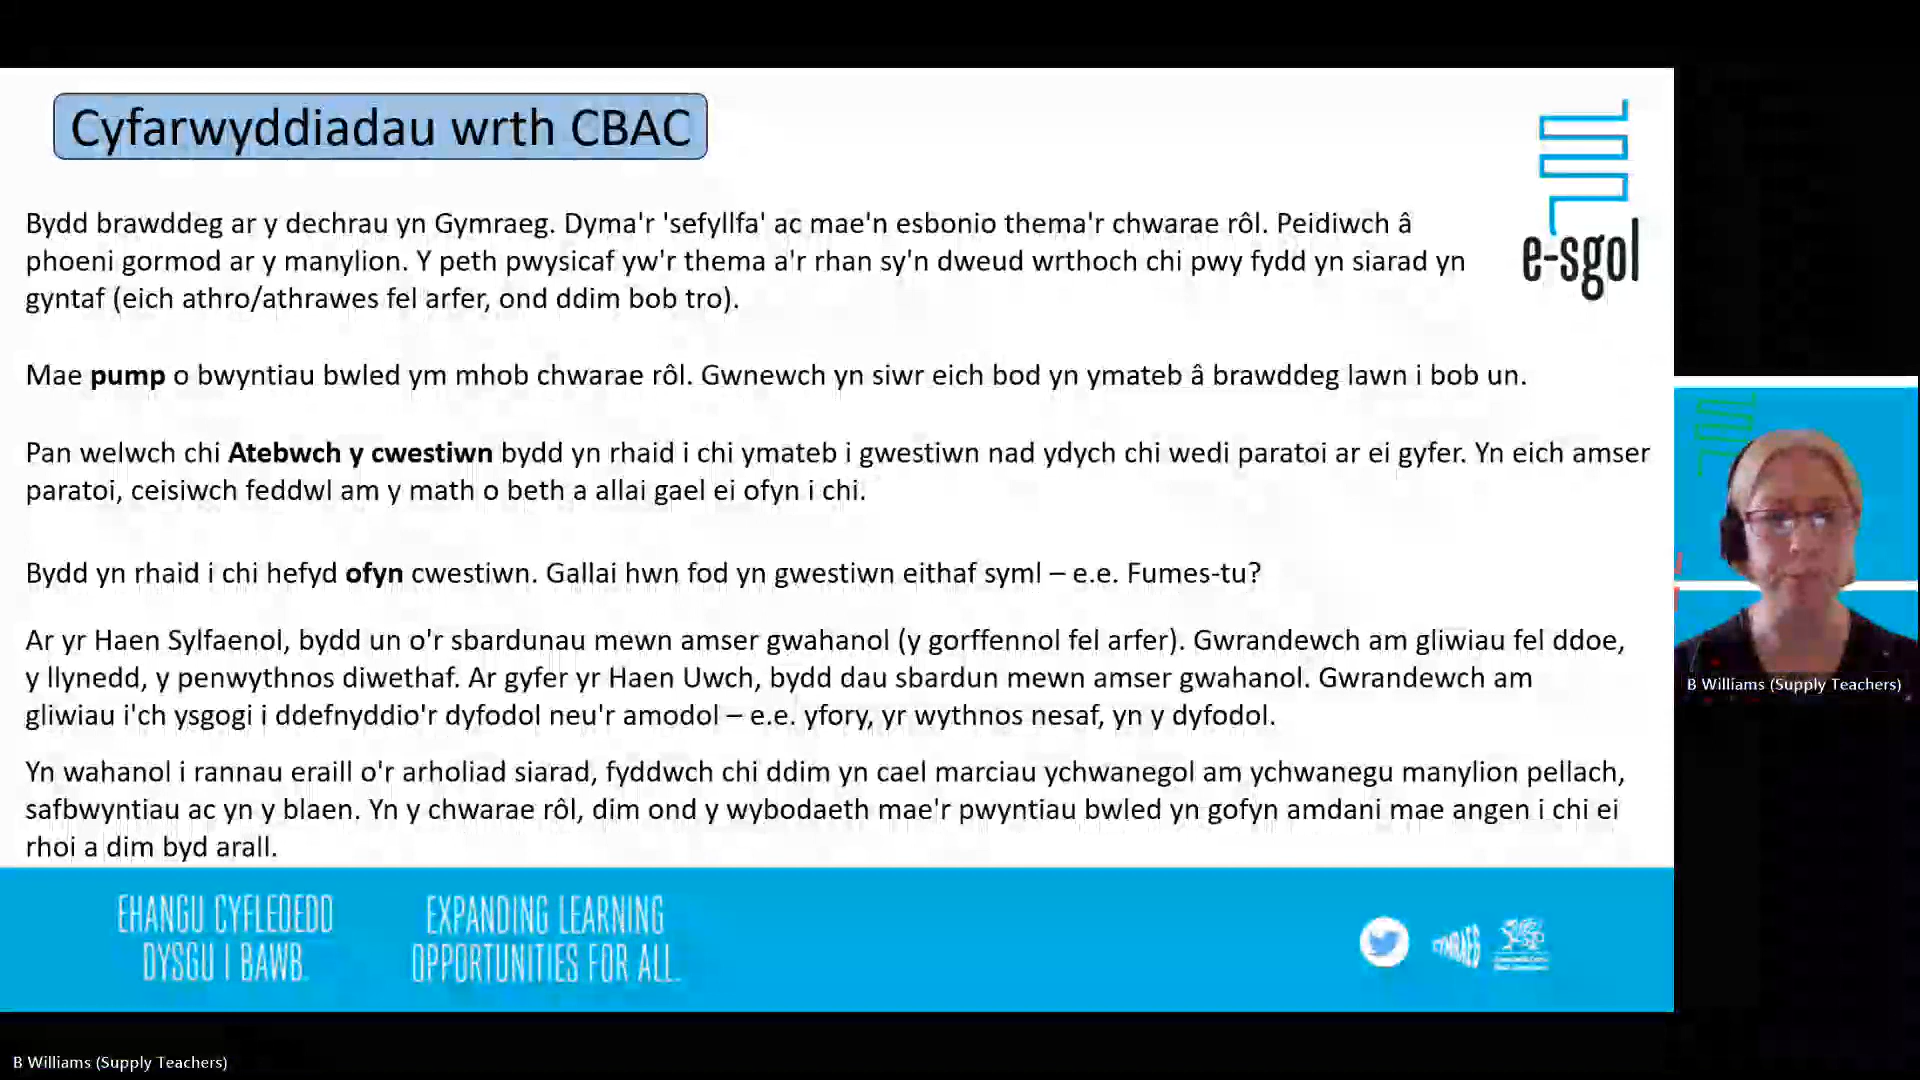 Cyfarwyddiadau wrth CBAC
e-sgol
Bydd brawddeg ar y dechrau yn Gymraeg. Dyma'r 'sefyllfa' ac mae'n esbonio thema'r chwarae rôl. Peidiwch â
phoeni gormod ar y manylion. Y peth pwysicaf yw'r thema a'r rhan sy'n dweud wrthoch chi pwy fydd yn siarad yn
gyntaf (eich athro/athrawes fel arfer, ond ddim bob tro).
Mae pump o bwyntiau bwled ym mhob chwarae rôl. Gwnewch yn siwr eich bod yn ymateb â brawddeg lawn i bob un.
Pan welwch chi Atebwch y cwestiwn bydd yn rhaid i chi ymateb i gwestiwn nad ydych chi wedi paratoi ar ei gyfer. Yn eich amser
paratoi, ceisiwch feddwl am y math o beth a allai gael ei ofyn i chi.
Bydd yn rhaid i chi hefyd ofyn cwestiwn. Gallai hwn fod yn gwestiwn eithaf syml – e.e. Fumes-tu?
Ar yr Haen Sylfaenol, bydd un o'r sbardunau mewn amser gwahanol (y gorffennol fel arfer). Gwrandewch am gliwiau fel ddoe,
y llynedd, y penwythnos diwethaf. Ar gyfer yr Haen Uwch, bydd dau sbardun mewn amser gwahanol. Gwrandewch am
gliwiau i'ch ysgogi i ddefnyddio'r dyfodol neu'r amodol – e.e. yfory, yr wythnos nesaf, yn y dyfodol.
Yn wahanol i rannau eraill o'r arholiad siarad, fyddwch chi ddim yn cael marciau ychwanegol am ychwanegu manylion pellach,
safbwyntiau ac yn y blaen. Yn y chwarae rôl, dim ond y wybodaeth mae'r pwyntiau bwled yn gofyn amdani mae angen i chi ei
rhoi a dim byd arall.
EHANGU CYFLEOEDD
DYSGU I BAWB.
EXPANDING LEARNING
OPPORTUNITIES FOR ALL.
CYMRAEG
B Williams (Supply Teachers)
B Williams (Supply Teachers)